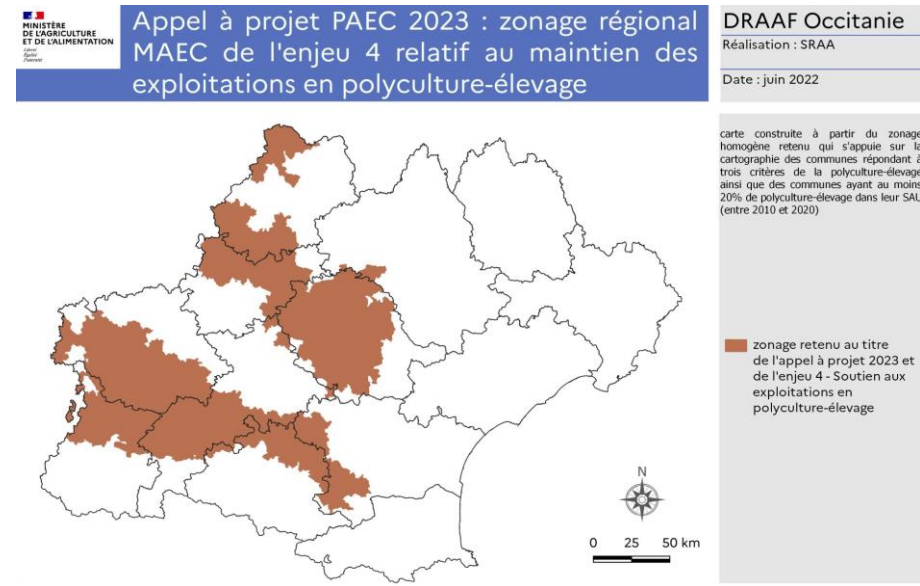 MINISTÈRE
DE L'AGRICULTURE
ET DE L'ALIMENTATION
Liberté
Égalité
Fraternité
Appel à projet PAEC 2023 : zonage régional
MAEC de l'enjeu 4 relatif au maintien des
exploitations en polyculture-élevage
DRAAF Occitanie
Réalisation : SRAA
Date : juin 2022
carte construite à partir du zonage
homogène retenu qui s'appuie sur la
cartographie des communes répondant à
trois critères de la polyculture-élevage
ainsi que des communes ayant au moins
20% de polyculture-élevage dans leur SAU
(entre 2010 et 2020)
zonage retenu au titre
de l'appel à projet 2023 et
de l'enjeu 4 - Soutien aux
exploitations en
polyculture-élevage
N
0 25 50 km